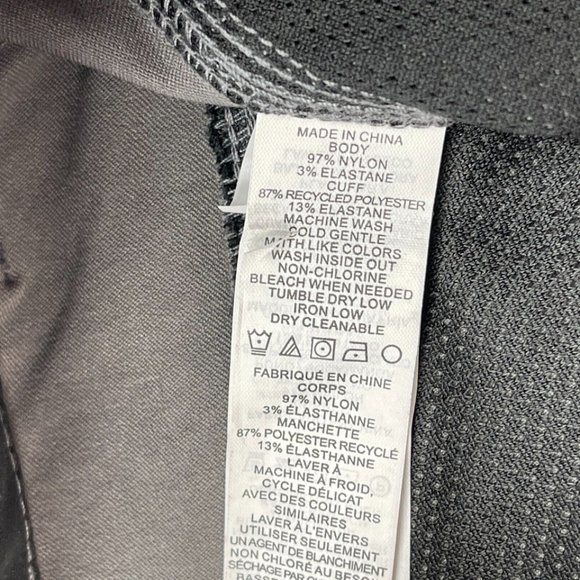 MADE IN CHINA
BODY
97% NYLON
3% ELASTANE
CUFF
87% RECYCLED POLYESTER
13% ELASTANE
MACHINE WASH
COLD GENTLE
WITH LIKE COLORS
WASH INSIDE OUT
NON-CHLORINE
BLEACH WHEN NEEDED
TUMBLE DRY LOW
IRON LOW
DRY CLEANABLE
FABRIQUÉ EN CHINE
CORPS
97% NYLON
3% ÉLASTHANNE
MANCHETTE
87% POLYESTER RECYCLÉ
13% ÉLASTHANNE
LAVER À
MACHINE À FROID,
CYCLE DÉLICAT
AVEC DES COULEURS
SIMILAIRES
LAVER À L'ENVERS
UTILISER SEULEMENT
UN AGENT DE BLANCHIMENT
NON CHLORÉ AU BESOIN
SÉCHAGE PAR